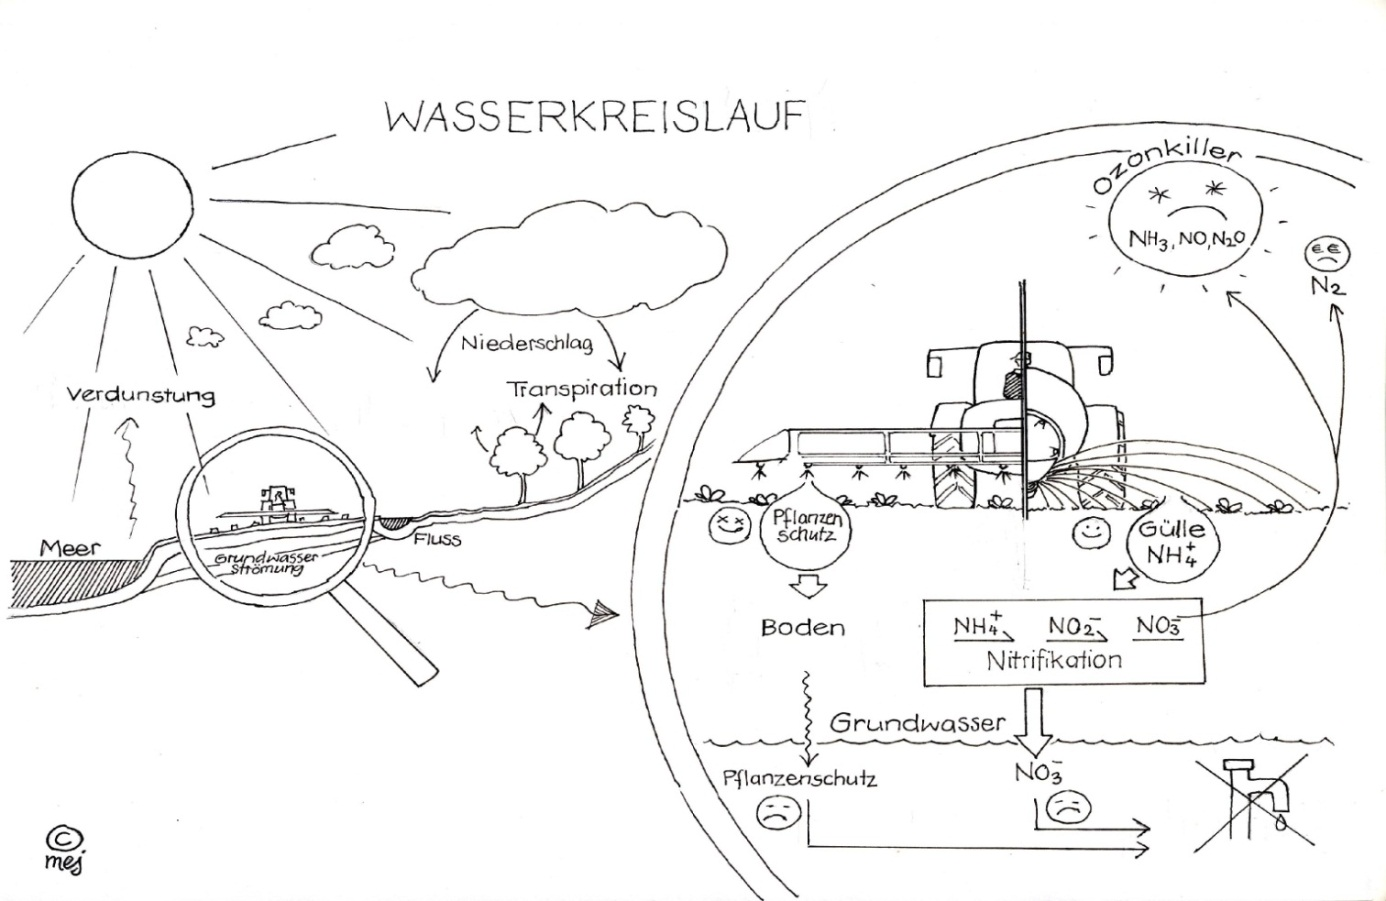 WASSERKREISLAUF
Ozonkiller
NH₃, NO, N₂O
N₂
Niederschlag
Verdunstung
Transpiration
Meer
Grundwasser
strömung
Fluss
Pflanzen
schutz
Gülle
NH₄⁺
Boden
NH₄⁺ NO₂⁻ NO₃⁻
Nitrifikation
Grundwasser
Pflanzenschutz
NO₃⁻
© mej